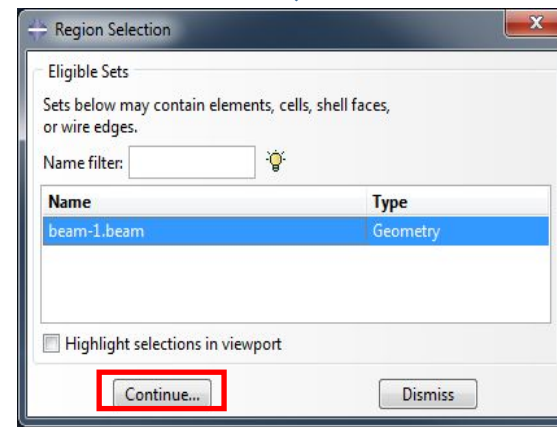 Region Selection
X
Eligible Sets
Sets below may contain elements, cells, shell faces,
or wire edges.
Name filter:
Name Type
beam-1.beam Geometry
Highlight selections in viewport
Continue... Dismiss